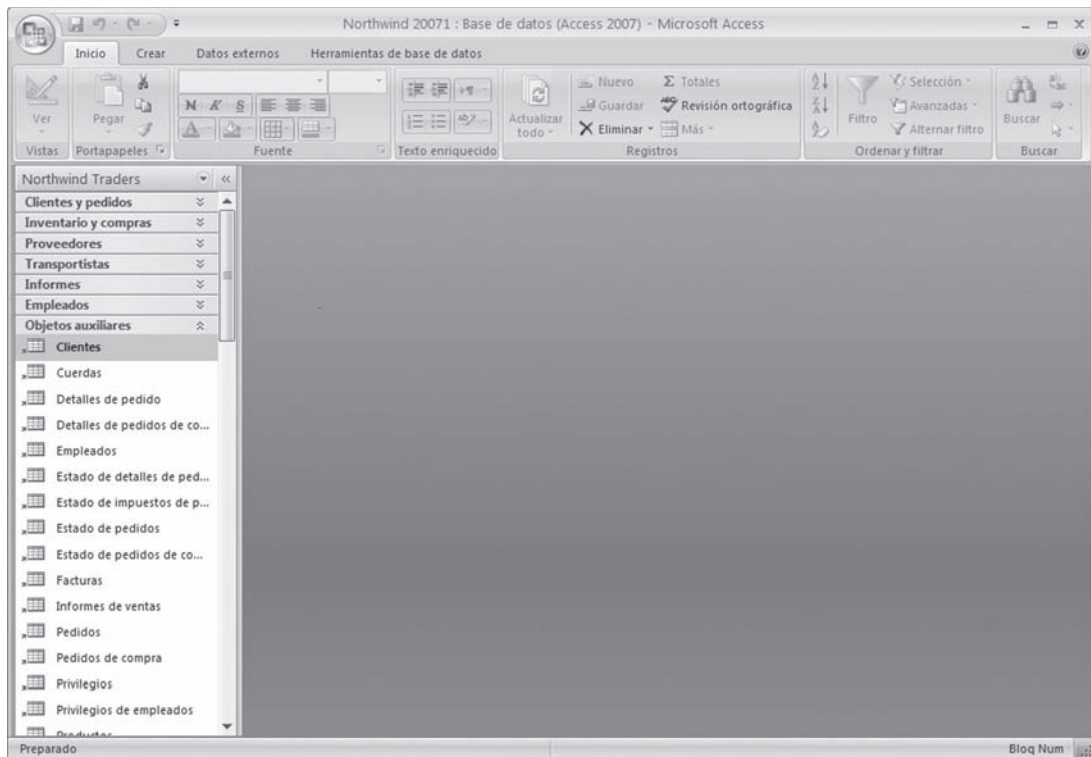 Northwind 20071 : Base de datos (Access 2007) - Microsoft Access
Inicio Crear Datos externos Herramientas de base de datos
Ver
Vistas
Pegar
Portapapeles
N K S
A
Fuente
Texto enriquecido
Actualizar todo
Nuevo
Guardar
Eliminar
Σ Totales
Revisión ortográfica
Más
Registros
Filtro
Selección
Avanzadas
Alternar filtro
Ordenar y filtrar
Buscar
Buscar
Northwind Traders
Clientes y pedidos
Inventario y compras
Proveedores
Transportistas
Informes
Empleados
Objetos auxiliares
Clientes
Cuerdas
Detalles de pedido
Detalles de pedidos de co...
Empleados
Estado de detalles de ped...
Estado de impuestos de p...
Estado de pedidos
Estado de pedidos de co...
Facturas
Informes de ventas
Pedidos
Pedidos de compra
Privilegios
Privilegios de empleados
Productos
Preparado
Bloq Num